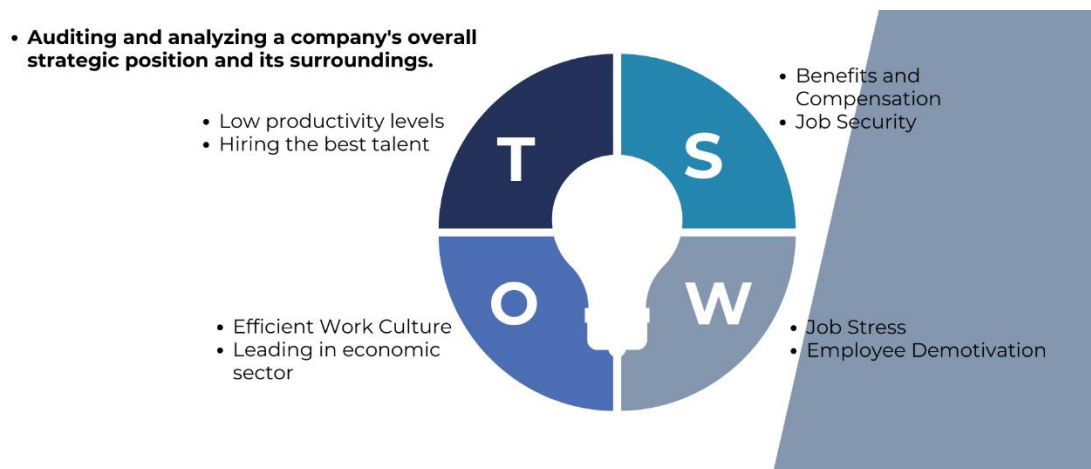 • Auditing and analyzing a company's overall
strategic position and its surroundings.
• Low productivity levels
• Hiring the best talent
T
S
• Benefits and
Compensation
• Job Security
• Efficient Work Culture
• Leading in economic
sector
O
W
• Job Stress
• Employee Demotivation